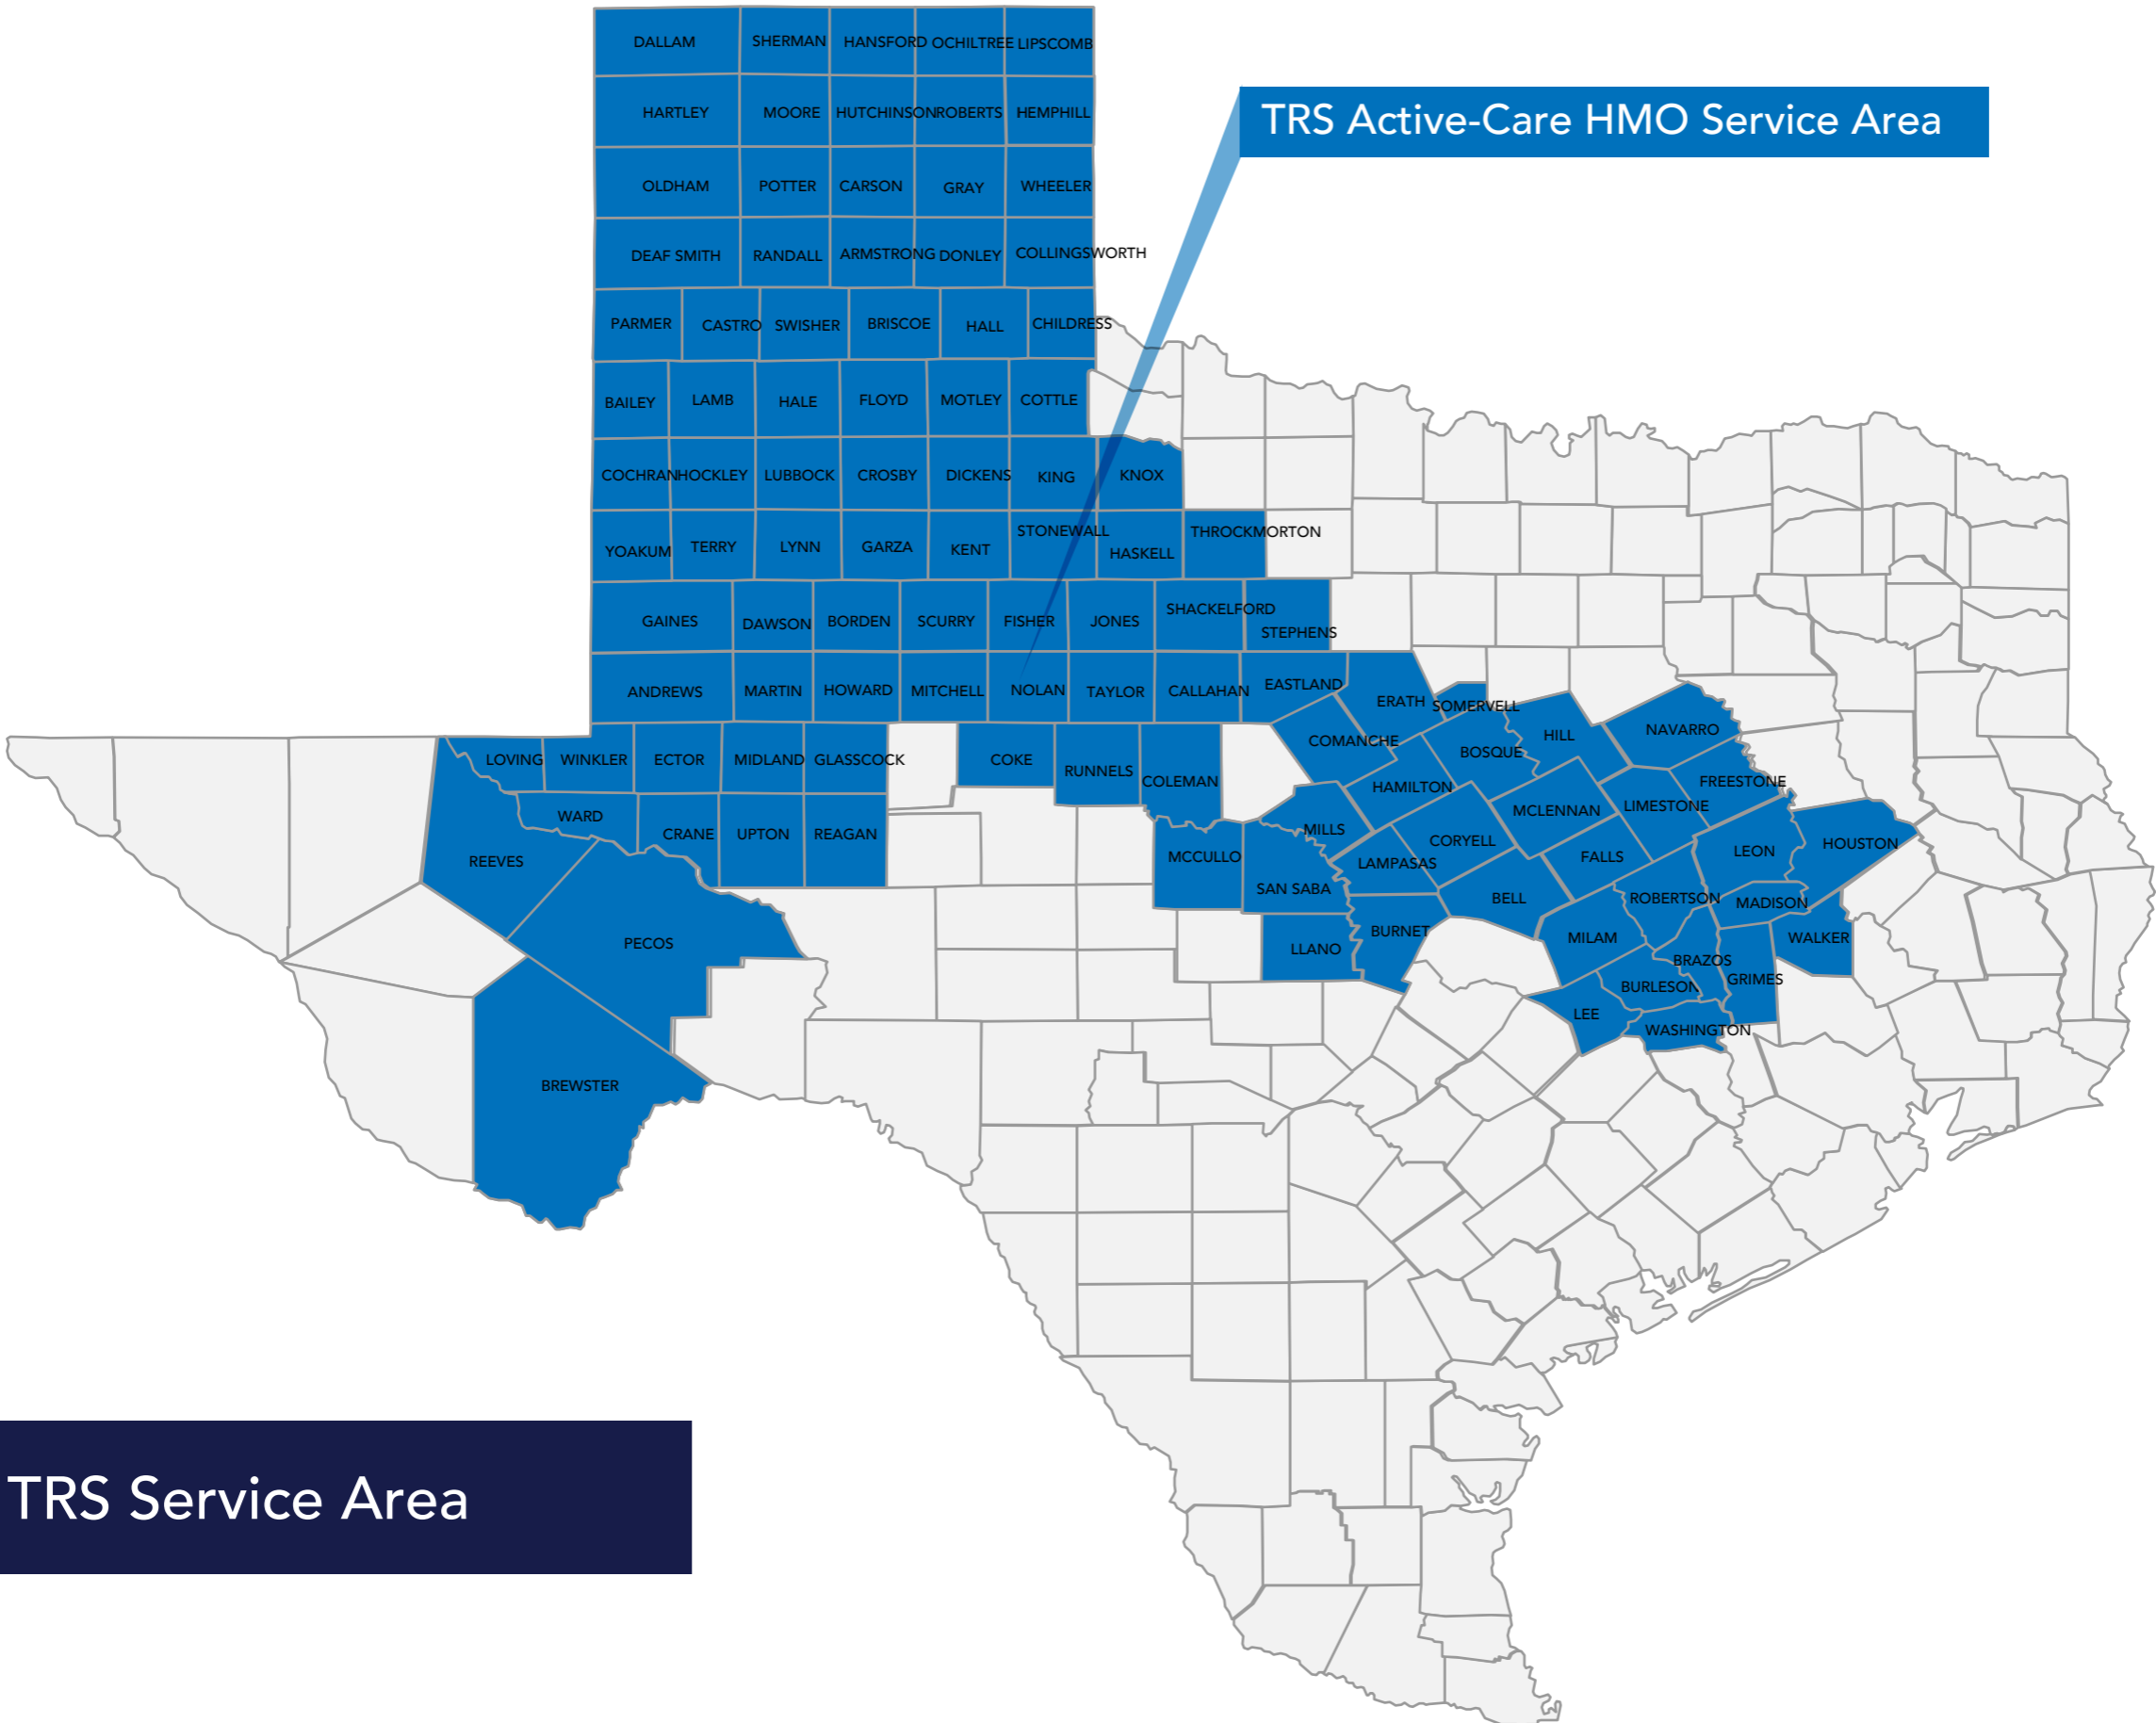 DALLAM SHERMAN HANSFORD OCHILTREE LIPSCOMB
HARTLEY MOORE HUTCHINSON ROBERTS HEMPHILL
TRS Active-Care HMO Service Area
OLDHAM POTTER CARSON GRAY WHEELER
DEAF SMITH RANDALL ARMSTRONG DONLEY COLLINGSWORTH
PARMER CASTRO SWISHER BRISCOE HALL CHILDRESS
BAILEY LAMB HALE FLOYD MOTLEY COTTLE
COCHRAN HOCKLEY LUBBOCK CROSBY DICKENS KING KNOX
YOAKUM TERRY LYNN GARZA KENT STONEWALL HASKELL THROCKMORTON
GAINES DAWSON BORDEN SCURRY FISHER JONES SHACKELFORD STEPHENS
ANDREWS MARTIN HOWARD MITCHELL NOLAN TAYLOR CALLAHAN EASTLAND ERATH SOMERVELL
LOVING WINKLER ECTOR MIDLAND GLASSCOCK COKE RUNNELS COLEMAN COMANCHE BOSQUE HILL NAVARRO
HAMILTON FREESTONE
WARD CRANE UPTON REAGAN MILLS CORYELL MCLENNAN LIMESTONE
REEVES MCCULLO LAMPASAS FALLS LEON HOUSTON
SAN SABA BELL ROBERTSON MADISON
PECOS LLANO BURNET MILAM WALKER
BRAZOS
BURLESON GRIMES
LEE WASHINGTON
BREWSTER
TRS Service Area